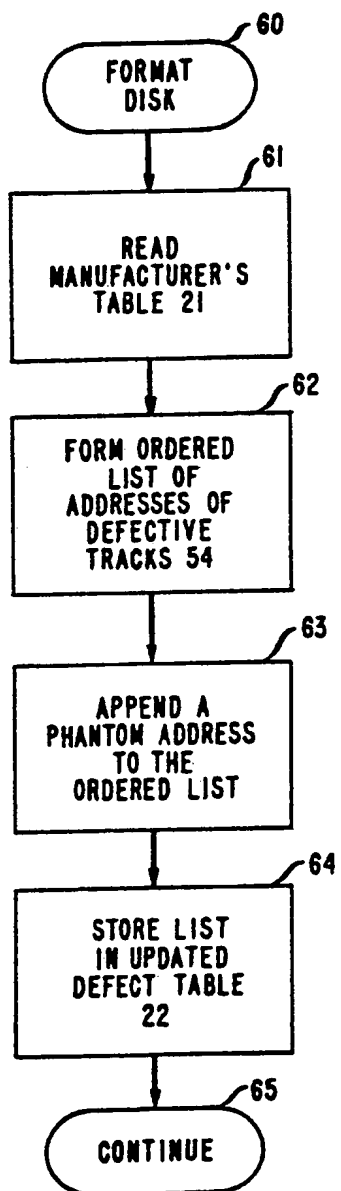 60
FORMAT
DISK
61
READ
MANUFACTURER'S
TABLE 21
62
FORM ORDERED
LIST OF
ADDRESSES OF
DEFECTIVE
TRACKS 54
63
APPEND A
PHANTOM ADDRESS
TO THE
ORDERED LIST
64
STORE LIST
IN UPDATED
DEFECT TABLE
22
65
CONTINUE